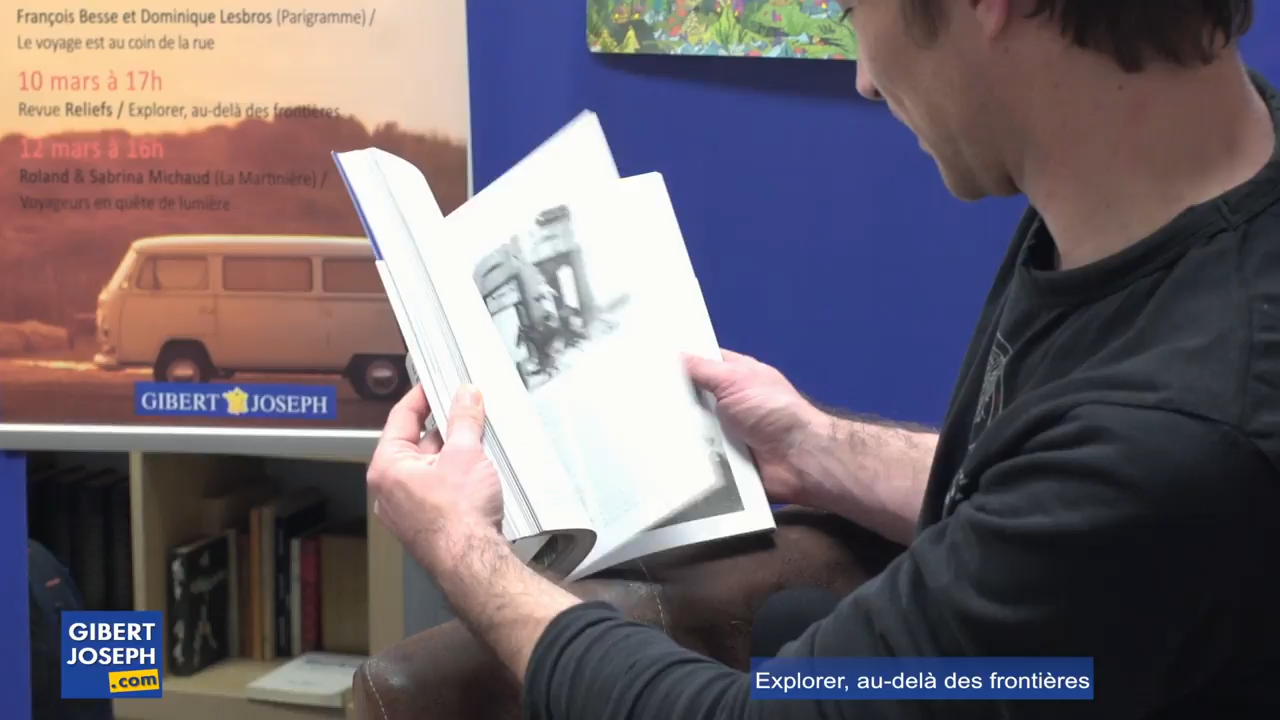 François Besse et Dominique Lesbros (Parigramme) /
Le voyage est au coin de la rue
10 mars à 17h
Revue Reliefs / Explorer, au-delà des frontières
12 mars à 16h
Roland & Sabrina Michaud (La Martinière) /
Voyageurs en quête de lumière
GIBERT JOSEPH
GIBERT
JOSEPH
.com
Explorer, au-delà des frontières